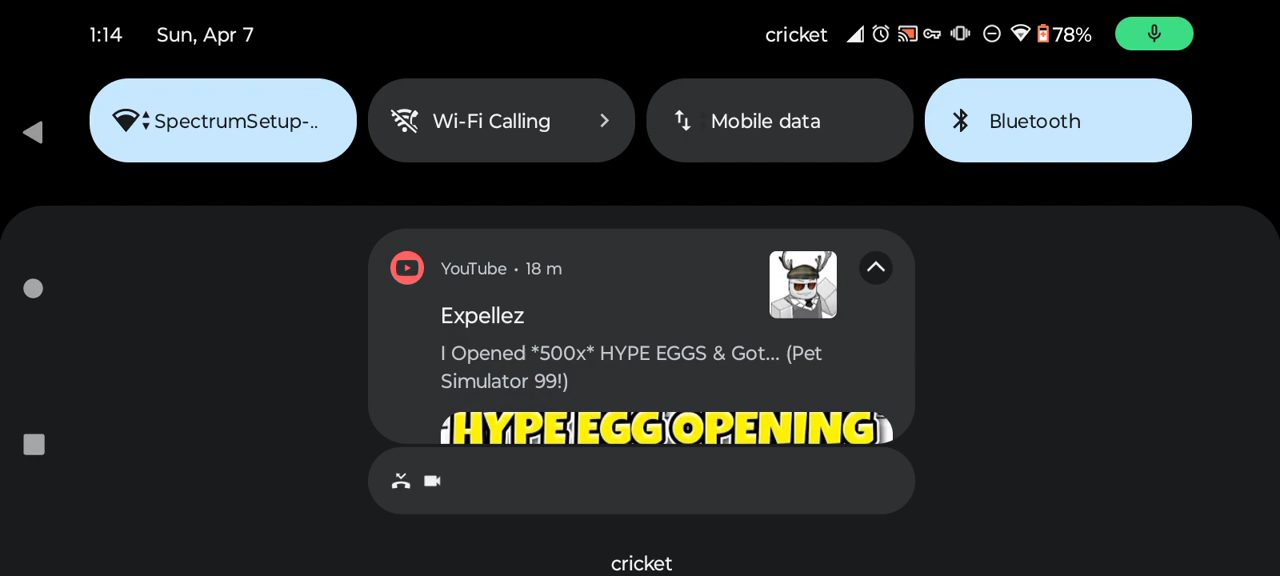 1:14 Sun, Apr 7 cricket 78%
SpectrumSetup-.. Wi-Fi Calling Mobile data Bluetooth
YouTube • 18 m
Expellez
I Opened *500x* HYPE EGGS & Got... (Pet
Simulator 99!)
HYPE EGG OPENING
cricket